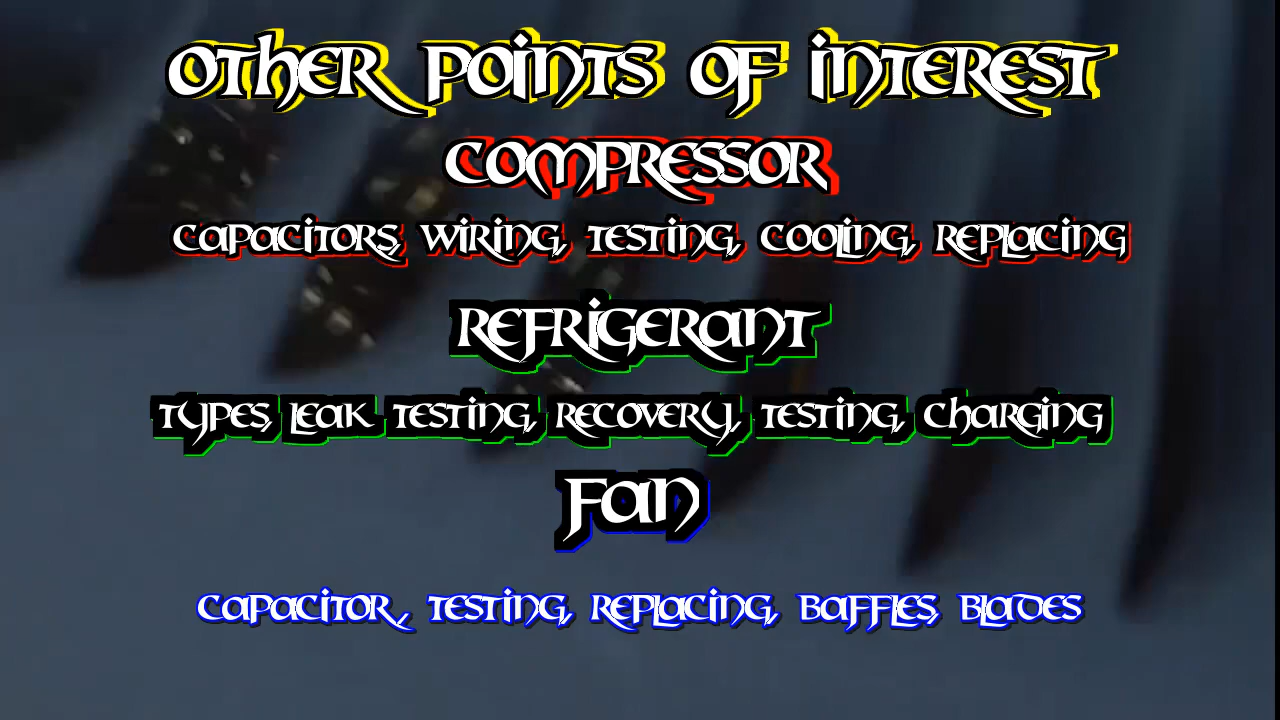 OTHER POINTS OF INTEREST
COMPRESSOR
CAPACITORS, WIRING, TESTING, COOLING, REPLACING
REFRIGERANT
TYPES, LEAK TESTING, RECOVERY, TESTING, CHARGING
FAN
CAPACITOR, TESTING, REPLACING, BAFFLES, BLADES